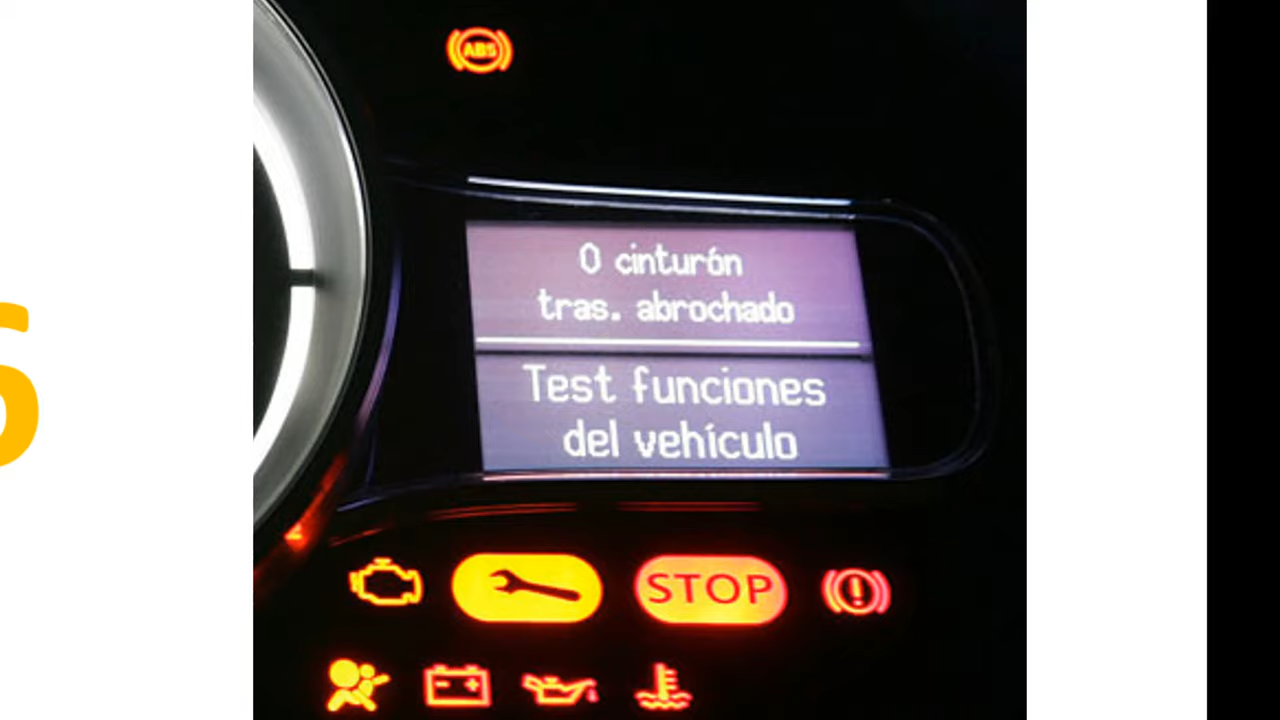 ABS
0 cinturón
tras. abrochado
Test funciones
del vehículo
STOP